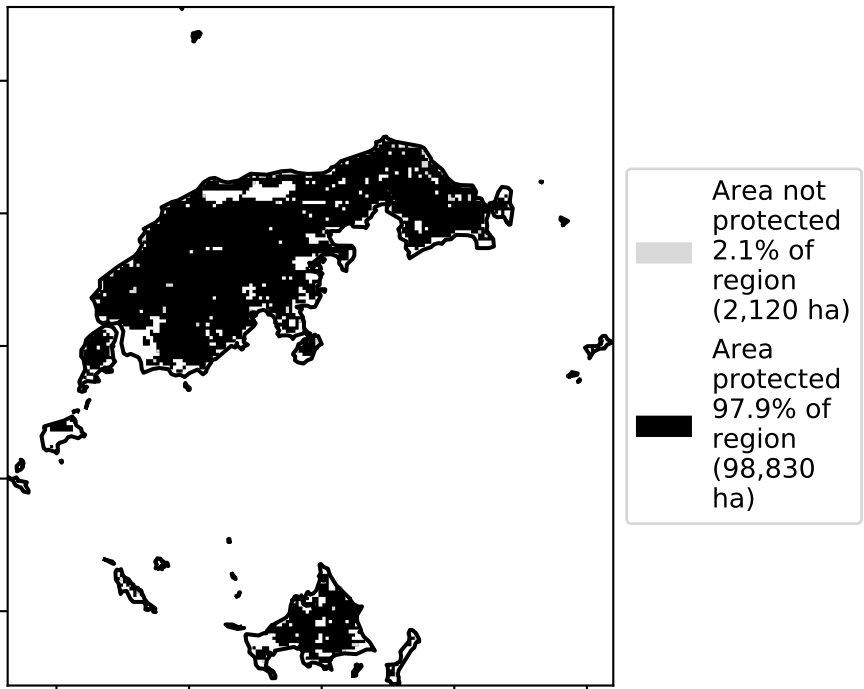 Area not
protected
2.1% of
region
(2,120 ha)
Area
protected
97.9% of
region
(98,830
ha)